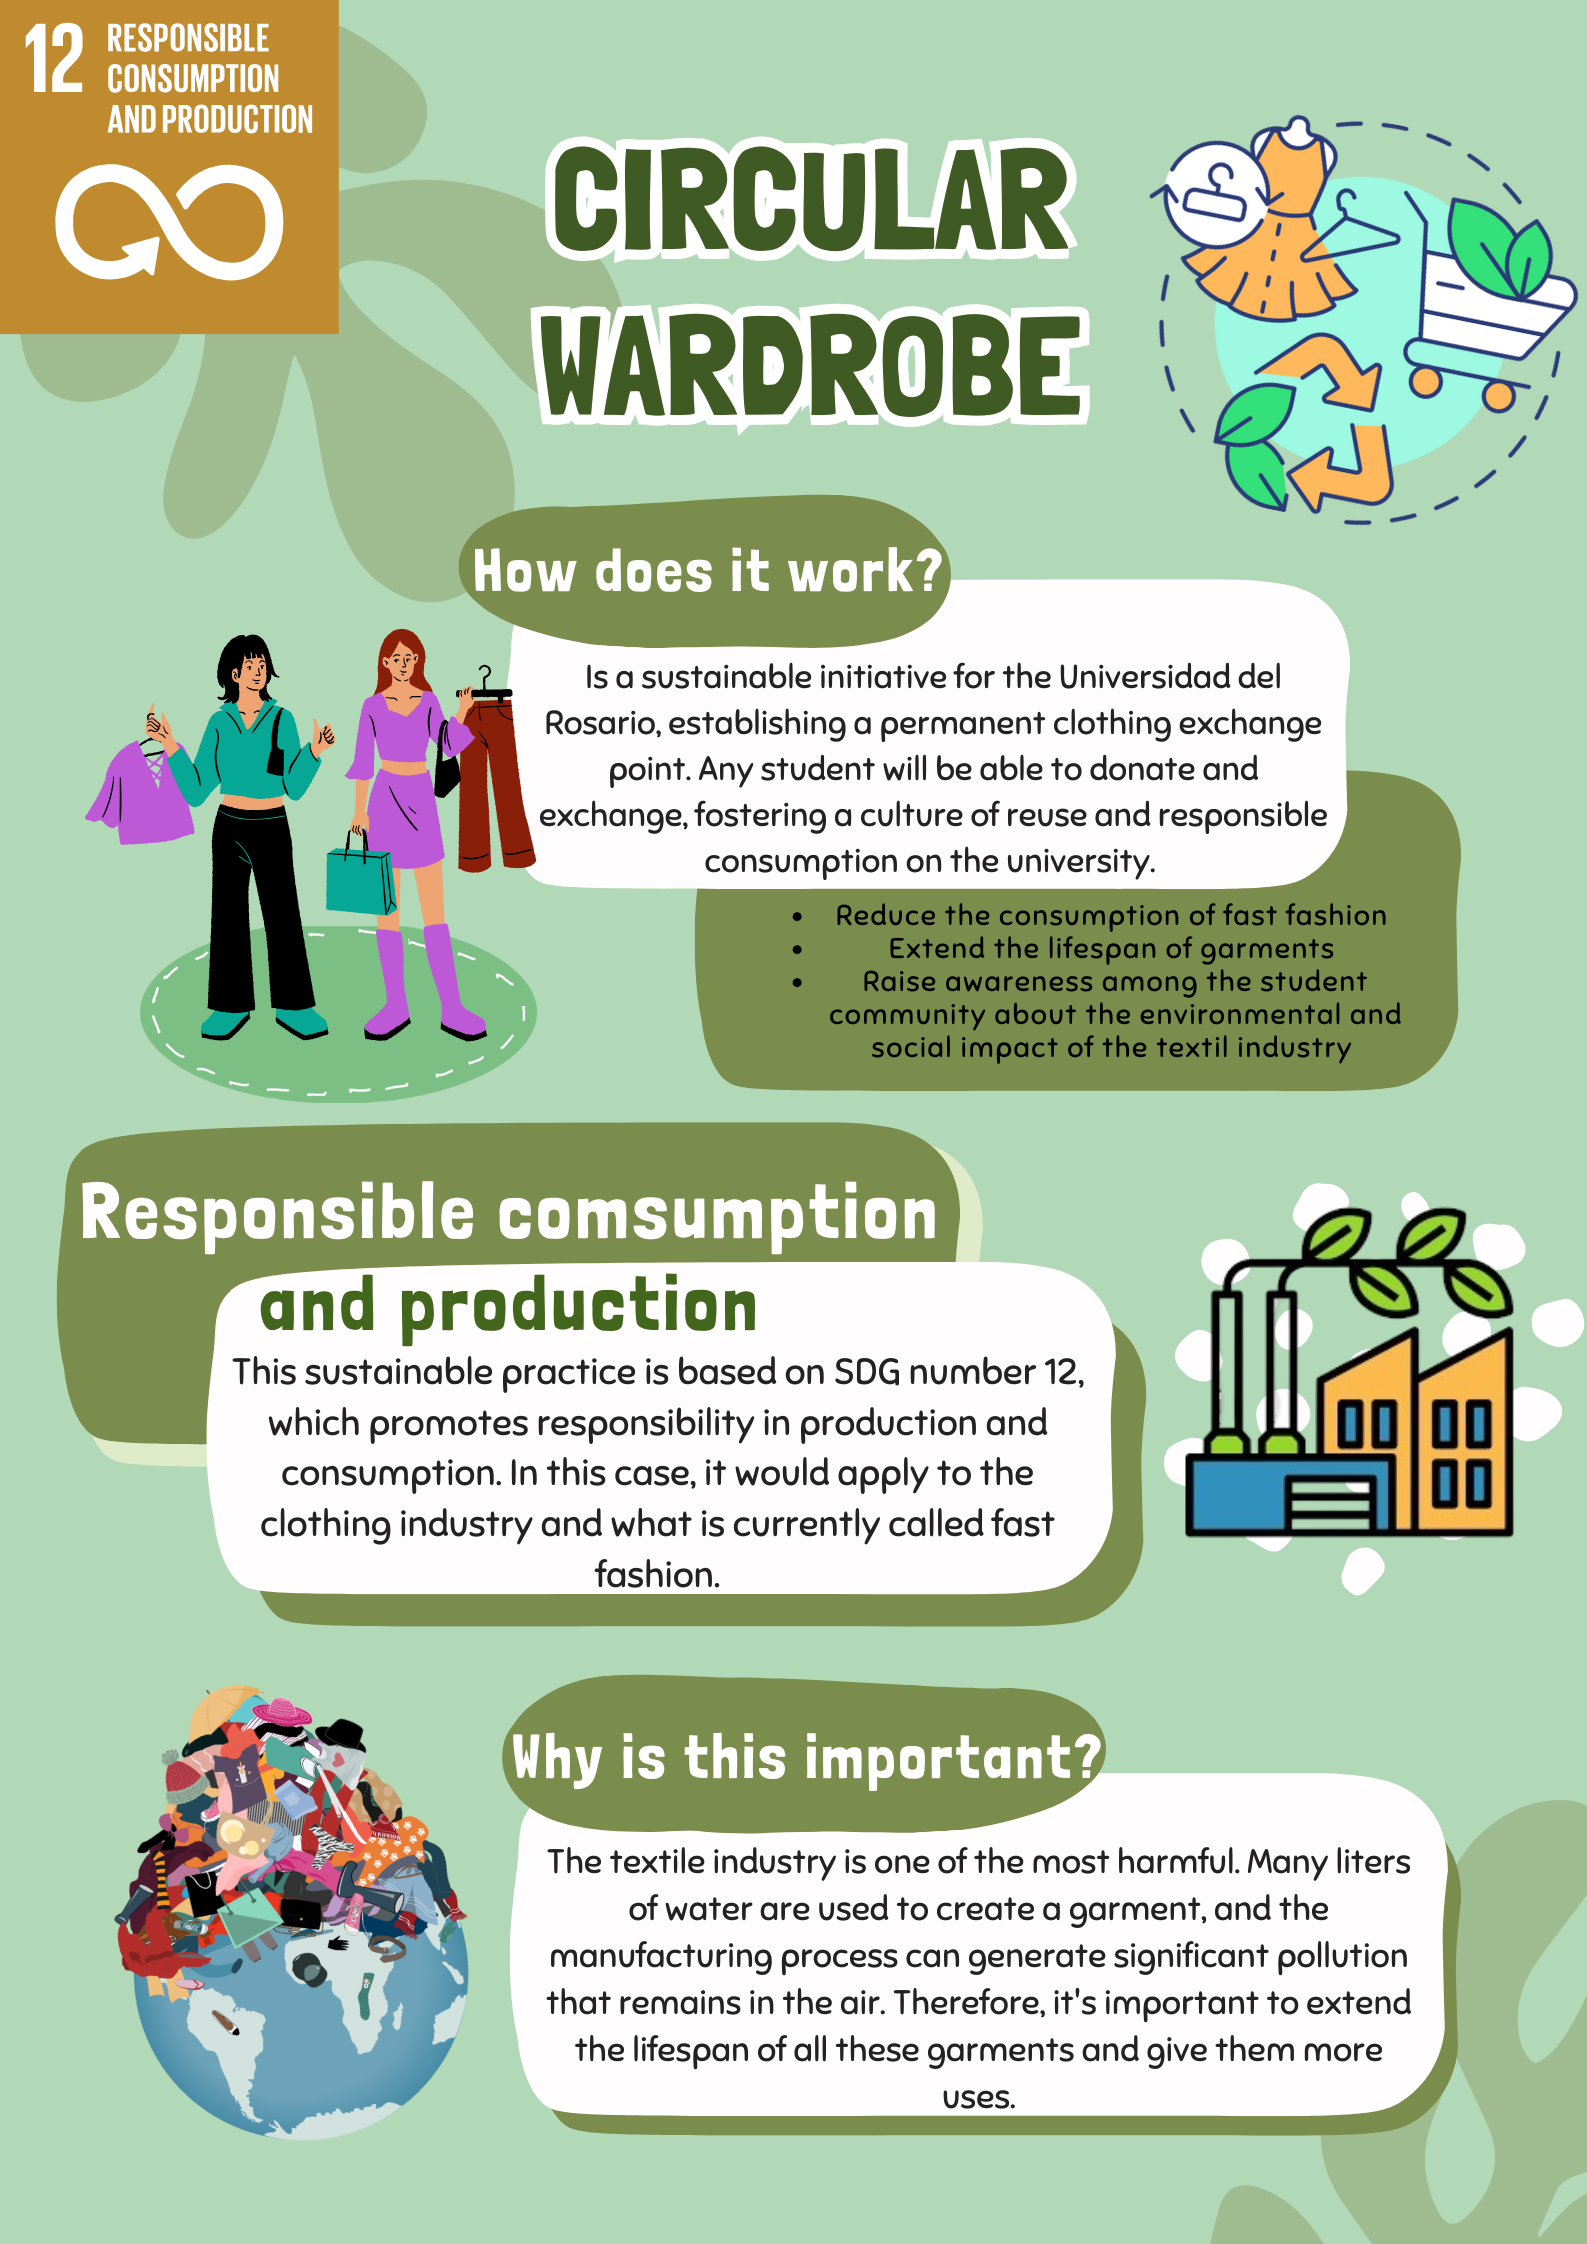 12 RESPONSIBLE
CONSUMPTION
AND PRODUCTION
CIRCULAR
WARDROBE
How does it work?
Is a sustainable initiative for the Universidad del
Rosario, establishing a permanent clothing exchange
point. Any student will be able to donate and
exchange, fostering a culture of reuse and responsible
consumption on the university.
• Reduce the consumption of fast fashion
• Extend the lifespan of garments
• Raise awareness among the student
community about the environmental and
social impact of the textil industry
Responsible comsumption
and production
This sustainable practice is based on SDG number 12,
which promotes responsibility in production and
consumption. In this case, it would apply to the
clothing industry and what is currently called fast
fashion.
Why is this important?
The textile industry is one of the most harmful. Many liters
of water are used to create a garment, and the
manufacturing process can generate significant pollution
that remains in the air. Therefore, it's important to extend
the lifespan of all these garments and give them more
uses.